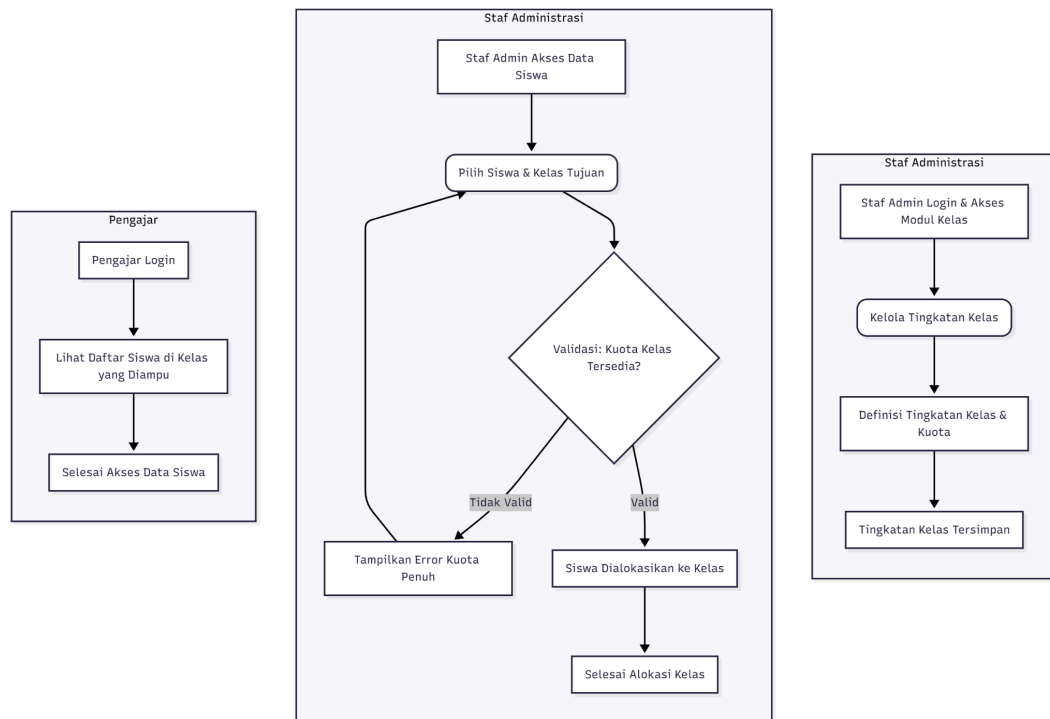 Pengajar
Pengajar Login
Lihat Daftar Siswa di Kelas
yang Diampu
Selesai Akses Data Siswa
Staf Administrasi
Staf Admin Akses Data
Siswa
Pilih Siswa & Kelas Tujuan
Validasi: Kuota Kelas
Tersedia?
Tidak Valid
Valid
Tampilkan Error Kuota
Penuh
Siswa Dialokasikan ke Kelas
Selesai Alokasi Kelas
Staf Administrasi
Staf Admin Login & Akses
Modul Kelas
Kelola Tingkatan Kelas
Definisi Tingkatan Kelas &
Kuota
Tingkatan Kelas Tersimpan